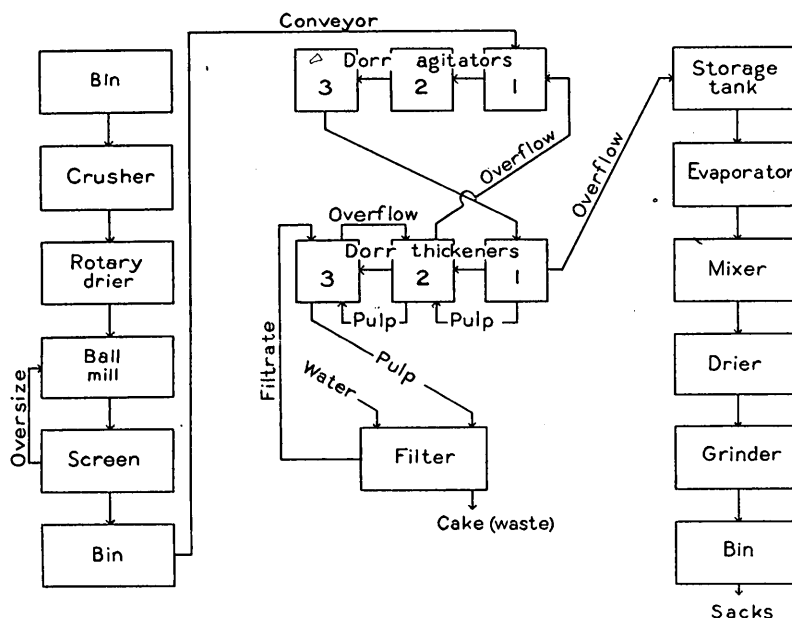 Conveyor
Bin
Crusher
Rotary
drier
Ball
mill
Oversize
Screen
Bin
Dorr agitators
3 2 1
Overflow
Overflow
Overflow
Dorr thickeners
3 2 1
Pulp Pulp
Filtrate
Pulp
Water
Filter
Cake (waste)
Storage
tank
Evaporator
Mixer
Drier
Grinder
Bin
Sacks